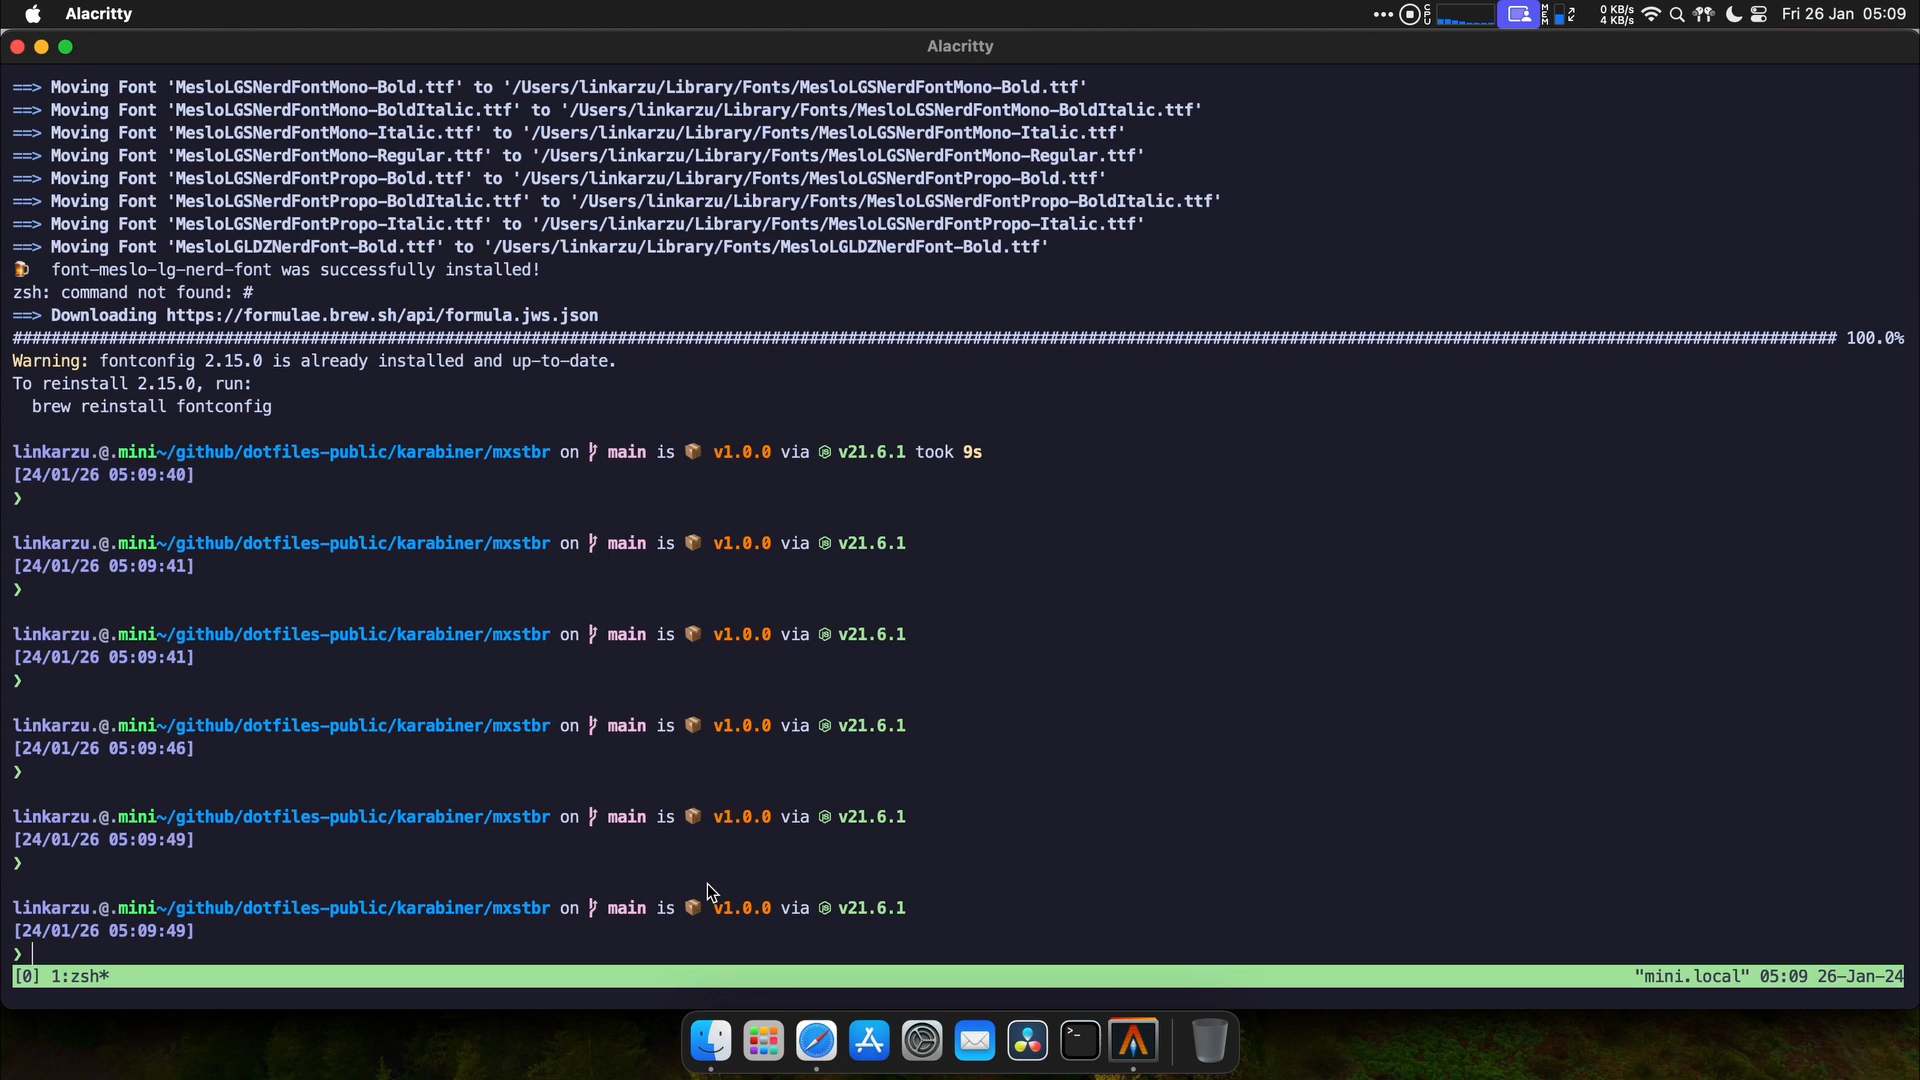 Alacritty
CPU
MEM
0 KB/s
4 KB/s
Fri 26 Jan 05:09
Alacritty
==> Moving Font 'MesloLGSNerdFontMono-Bold.ttf' to '/Users/linkarzu/Library/Fonts/MesloLGSNerdFontMono-Bold.ttf'
==> Moving Font 'MesloLGSNerdFontMono-BoldItalic.ttf' to '/Users/linkarzu/Library/Fonts/MesloLGSNerdFontMono-BoldItalic.ttf'
==> Moving Font 'MesloLGSNerdFontMono-Italic.ttf' to '/Users/linkarzu/Library/Fonts/MesloLGSNerdFontMono-Italic.ttf'
==> Moving Font 'MesloLGSNerdFontMono-Regular.ttf' to '/Users/linkarzu/Library/Fonts/MesloLGSNerdFontMono-Regular.ttf'
==> Moving Font 'MesloLGSNerdFontPropo-Bold.ttf' to '/Users/linkarzu/Library/Fonts/MesloLGSNerdFontPropo-Bold.ttf'
==> Moving Font 'MesloLGSNerdFontPropo-BoldItalic.ttf' to '/Users/linkarzu/Library/Fonts/MesloLGSNerdFontPropo-BoldItalic.ttf'
==> Moving Font 'MesloLGSNerdFontPropo-Italic.ttf' to '/Users/linkarzu/Library/Fonts/MesloLGSNerdFontPropo-Italic.ttf'
==> Moving Font 'MesloLGLDZNerdFont-Bold.ttf' to '/Users/linkarzu/Library/Fonts/MesloLGLDZNerdFont-Bold.ttf'
🍺 font-meslo-lg-nerd-font was successfully installed!
zsh: command not found: #
==> Downloading https://formulae.brew.sh/api/formula.jws.json
############################################################################################################################################################################################## 100.0%
Warning: fontconfig 2.15.0 is already installed and up-to-date.
To reinstall 2.15.0, run:
brew reinstall fontconfig
linkarzu.@.mini~/github/dotfiles-public/karabiner/mxstbr on main is 📦 v1.0.0 via v21.6.1 took 9s
[24/01/26 05:09:40]
❯
linkarzu.@.mini~/github/dotfiles-public/karabiner/mxstbr on main is 📦 v1.0.0 via v21.6.1
[24/01/26 05:09:41]
❯
linkarzu.@.mini~/github/dotfiles-public/karabiner/mxstbr on main is 📦 v1.0.0 via v21.6.1
[24/01/26 05:09:41]
❯
linkarzu.@.mini~/github/dotfiles-public/karabiner/mxstbr on main is 📦 v1.0.0 via v21.6.1
[24/01/26 05:09:46]
❯
linkarzu.@.mini~/github/dotfiles-public/karabiner/mxstbr on main is 📦 v1.0.0 via v21.6.1
[24/01/26 05:09:49]
❯
linkarzu.@.mini~/github/dotfiles-public/karabiner/mxstbr on main is 📦 v1.0.0 via v21.6.1
[24/01/26 05:09:49]
❯
[0] 1:zsh*
"mini.local" 05:09 26-Jan-24